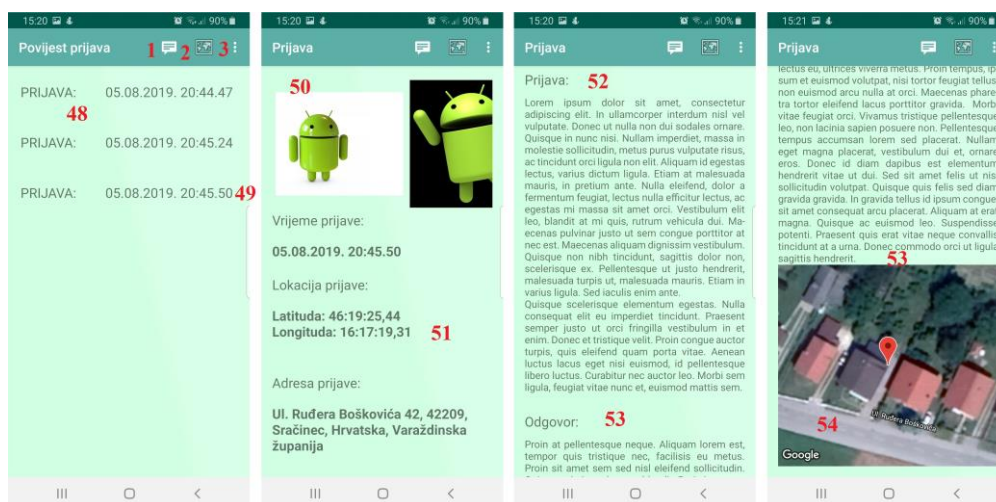 15:20 90%
Povijest prijava 1 2 3
PRIJAVA: 05.08.2019. 20:44.47
48
PRIJAVA: 05.08.2019. 20:45.24
PRIJAVA: 05.08.2019. 20:45.50 49
15:20 90%
Prijava
50
Vrijeme prijave:
05.08.2019. 20:45.50
Lokacija prijave:
Latituda: 46:19:25,44
Longituda: 16:17:19,31 51
Adresa prijave:
Ul. Ruđera Boškovića 42, 42209,
Sračinec, Hrvatska, Varaždinska
županija
15:20 90%
Prijava
Prijava: 52
Lorem ipsum dolor sit amet, consectetur
adipiscing elit. In ullamcorper interdum nisl vel
vulputate. Donec ut nulla non dui sodales ornare.
Quisque in nunc nisi. Nullam imperdiet, massa in
molestie sollicitudin, metus purus vulputate risus,
ac tincidunt orci ligula non elit. Aliquam id egestas
lectus, varius dictum ligula. Etiam at malesuada
mauris, in pretium ante. Nulla eleifend, dolor a
fermentum feugiat, lectus nulla efficitur lectus, ac
egestas mi massa sit amet orci. Vestibulum elit
leo, blandit at mi quis, rutrum vehicula dui. Ma-
ecenas pulvinar justo ut sem congue porttitor at
nec est. Maecenas aliquam dignissim vestibulum.
Quisque non nibh tincidunt, sagittis dolor non,
scelerisque ex. Pellentesque ut justo hendrerit,
malesuada turpis ut, malesuada mauris. Etiam in
varius ligula. Sed iaculis enim ante.
Quisque scelerisque elementum egestas. Nulla
consequat elit eu imperdiet tincidunt. Praesent
semper justo ut orci fringilla vestibulum in et
enim. Donec et tristique velit. Proin congue auctor
turpis, quis eleifend quam porta vitae. Aenean
luctus lacus eget nisi euismod, id pellentesque
libero luctus. Curabitur nec auctor leo. Morbi sem
ligula, feugiat vitae nunc et, euismod mattis sem.
Odgovor: 53
Proin at pellentesque neque. Aliquam lorem est,
tempor quis tristique nec, facilisis eu metus.
Proin sit amet sem sed nisl eleifend sollicitudin.
15:21 90%
Prijava
lectus eu, ultrices viverra metus. Proin tempus, ip
sum et euismod volutpat, nisi tortor feugiat tellus
non euismod arcu nulla at orci. Maecenas phare
tra tortor eleifend lacus porttitor gravida. Morb
vitae feugiat orci. Vivamus tristique pellentesque
leo, non lacinia sapien posuere non. Pellentesque
tempus accumsan lorem sed placerat. Nullam
eget magna placerat, vestibulum dui et, ornare
eros. Donec id diam dapibus est elementum
hendrerit vitae ut dui. Sed sit amet felis ut nisi
sollicitudin volutpat. Quisque quis felis sed diam
gravida gravida. In gravida tellus id ipsum congue
sit amet consequat arcu placerat. Aliquam at erat
magna. Quisque ac euismod leo. Suspendisse
potenti. Praesent quis erat vitae neque convallis
tincidunt at a urna. Donec commodo orci ut ligula
sagittis hendrerit. 53
Ul. Ruđera Boškovića
54
Google